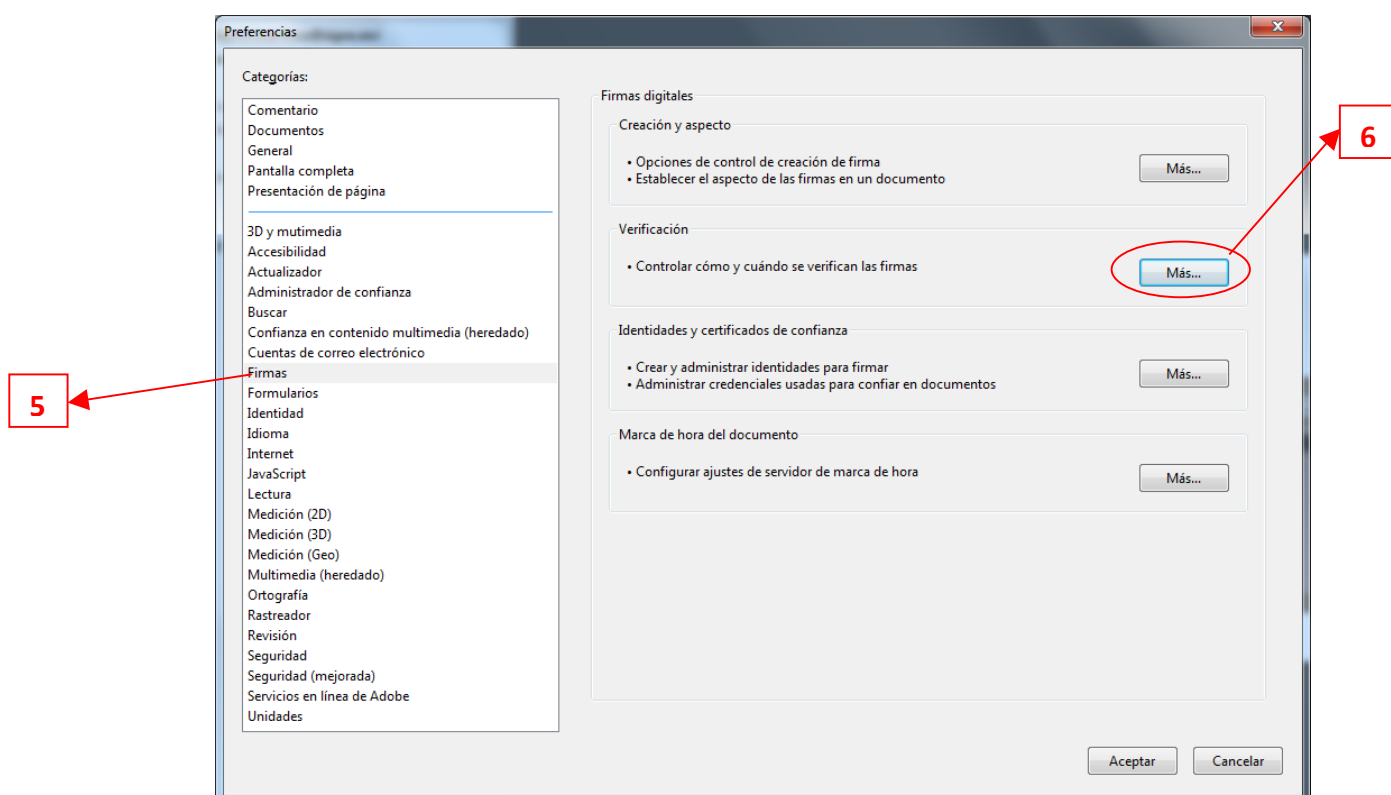 Preferencias
Categorías:
Comentario
Documentos
General
Pantalla completa
Presentación de página
3D y mutimedia
Accesibilidad
Actualizador
Administrador de confianza
Buscar
Confianza en contenido multimedia (heredado)
Cuentas de correo electrónico
Firmas
Formularios
Identidad
Idioma
Internet
JavaScript
Lectura
Medición (2D)
Medición (3D)
Medición (Geo)
Multimedia (heredado)
Ortografía
Rastreador
Revisión
Seguridad
Seguridad (mejorada)
Servicios en línea de Adobe
Unidades
5
Firmas digitales
Creación y aspecto
• Opciones de control de creación de firma
• Establecer el aspecto de las firmas en un documento
Más...
Verificación
• Controlar cómo y cuándo se verifican las firmas
Más...
6
Identidades y certificados de confianza
• Crear y administrar identidades para firmar
• Administrar credenciales usadas para confiar en documentos
Más...
Marca de hora del documento
• Configurar ajustes de servidor de marca de hora
Más...
Aceptar
Cancelar